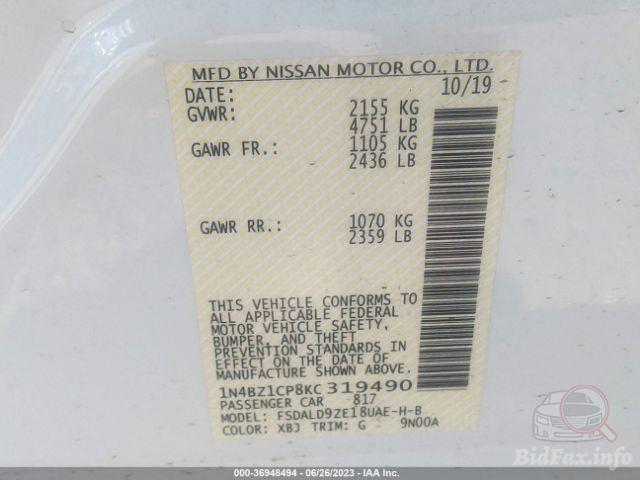 MFD BY NISSAN MOTOR CO., LTD.
DATE: 10/19
GVWR: 2155 KG
4751 LB
GAWR FR.: 1105 KG
2436 LB
GAWR RR.: 1070 KG
2359 LB
THIS VEHICLE CONFORMS TO
ALL APPLICABLE FEDERAL
MOTOR VEHICLE SAFETY,
BUMPER, AND THEFT
PREVENTION STANDARDS IN
EFFECT ON THE DATE OF
MANUFACTURE SHOWN ABOVE.
1N4BZ1CP8KC 319490
PASSENGER CAR 817
MODEL: FSDALD9ZE18UAE-H-B
COLOR: XBJ TRIM: G 9N00A
BidFax.info
000-36948494 - 06/26/2023 - IAA Inc.